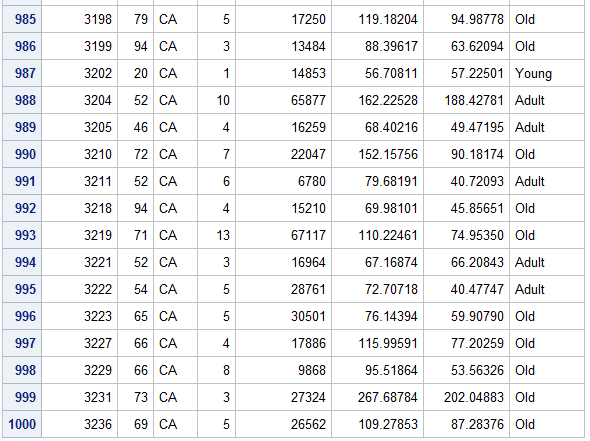 985 3198 79 CA 5 17250 119.18204 94.98778 Old
986 3199 94 CA 3 13484 88.39617 63.62094 Old
987 3202 20 CA 1 14853 56.70811 57.22501 Young
988 3204 52 CA 10 65877 162.22528 188.42781 Adult
989 3205 46 CA 4 16259 68.40216 49.47195 Adult
990 3210 72 CA 7 22047 152.15756 90.18174 Old
991 3211 52 CA 6 6780 79.68191 40.72093 Adult
992 3218 94 CA 4 15210 69.98101 45.85651 Old
993 3219 71 CA 13 67117 110.22461 74.95350 Old
994 3221 52 CA 3 16964 67.16874 66.20843 Adult
995 3222 54 CA 5 28761 72.70718 40.47747 Adult
996 3223 65 CA 5 30501 76.14394 59.90790 Old
997 3227 66 CA 4 17886 115.99591 77.20259 Old
998 3229 66 CA 8 9868 95.51864 53.56326 Old
999 3231 73 CA 3 27324 267.68784 202.04883 Old
1000 3236 69 CA 5 26562 109.27853 87.28376 Old